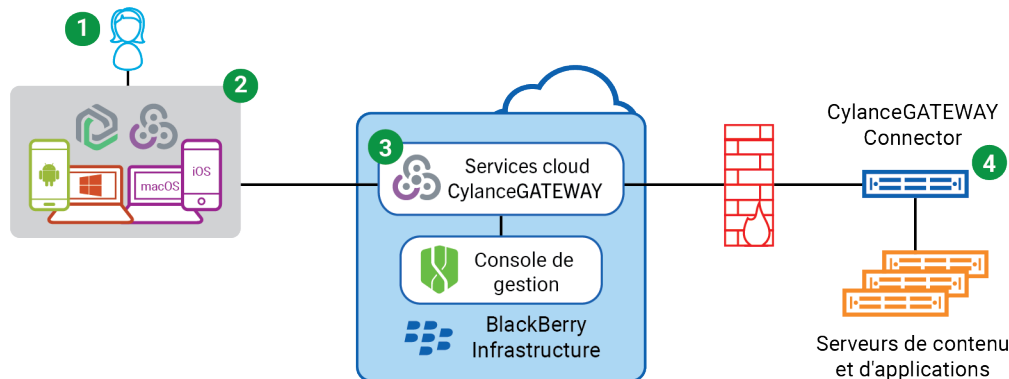 1
2
macOS
iOS
3
Services cloud
CylanceGATEWAY
Console de
gestion
BlackBerry
Infrastructure
CylanceGATEWAY
Connector
4
Serveurs de contenu
et d'applications